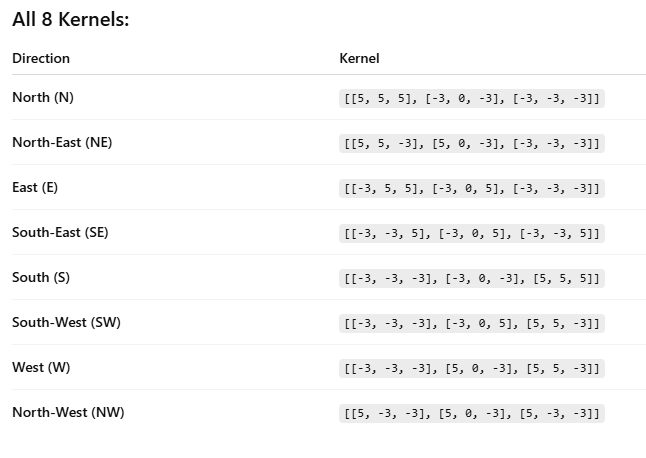 All 8 Kernels:
Direction Kernel
North (N) [[5, 5, 5], [-3, 0, -3], [-3, -3, -3]]
North-East (NE) [[5, 5, -3], [5, 0, -3], [-3, -3, -3]]
East (E) [[-3, 5, 5], [-3, 0, 5], [-3, -3, -3]]
South-East (SE) [[-3, -3, 5], [-3, 0, 5], [-3, -3, 5]]
South (S) [[-3, -3, -3], [-3, 0, -3], [5, 5, 5]]
South-West (SW) [[-3, -3, -3], [-3, 0, 5], [5, 5, -3]]
West (W) [[-3, -3, -3], [5, 0, -3], [5, 5, -3]]
North-West (NW) [[5, -3, -3], [5, 0, -3], [5, -3, -3]]